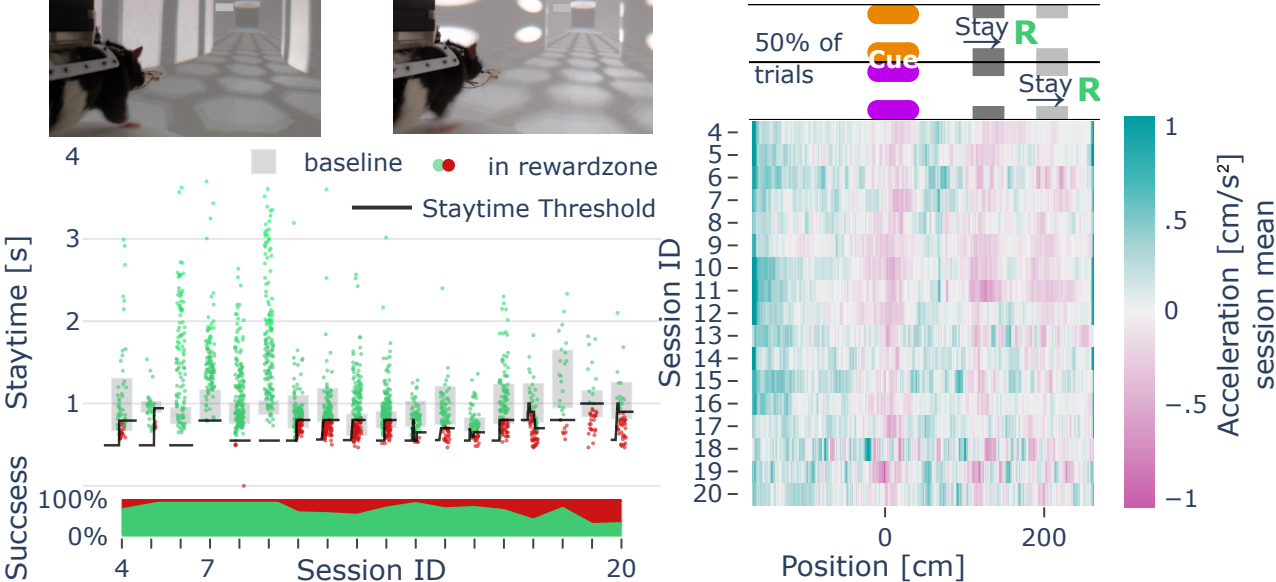 4
baseline
in rewardzone
Staytime Threshold
3
2
1
Staytime [s]
Succsess
100%
0%
4
7
20
Session ID
50% of
trials
Cue
Stay
R
Stay
R
Session ID
4
5
6
7
8
9
10
11
12
13
14
15
16
17
18
19
20
0
200
Position [cm]
1
.5
0
−.5
−1
Acceleration [cm/s²]
session mean